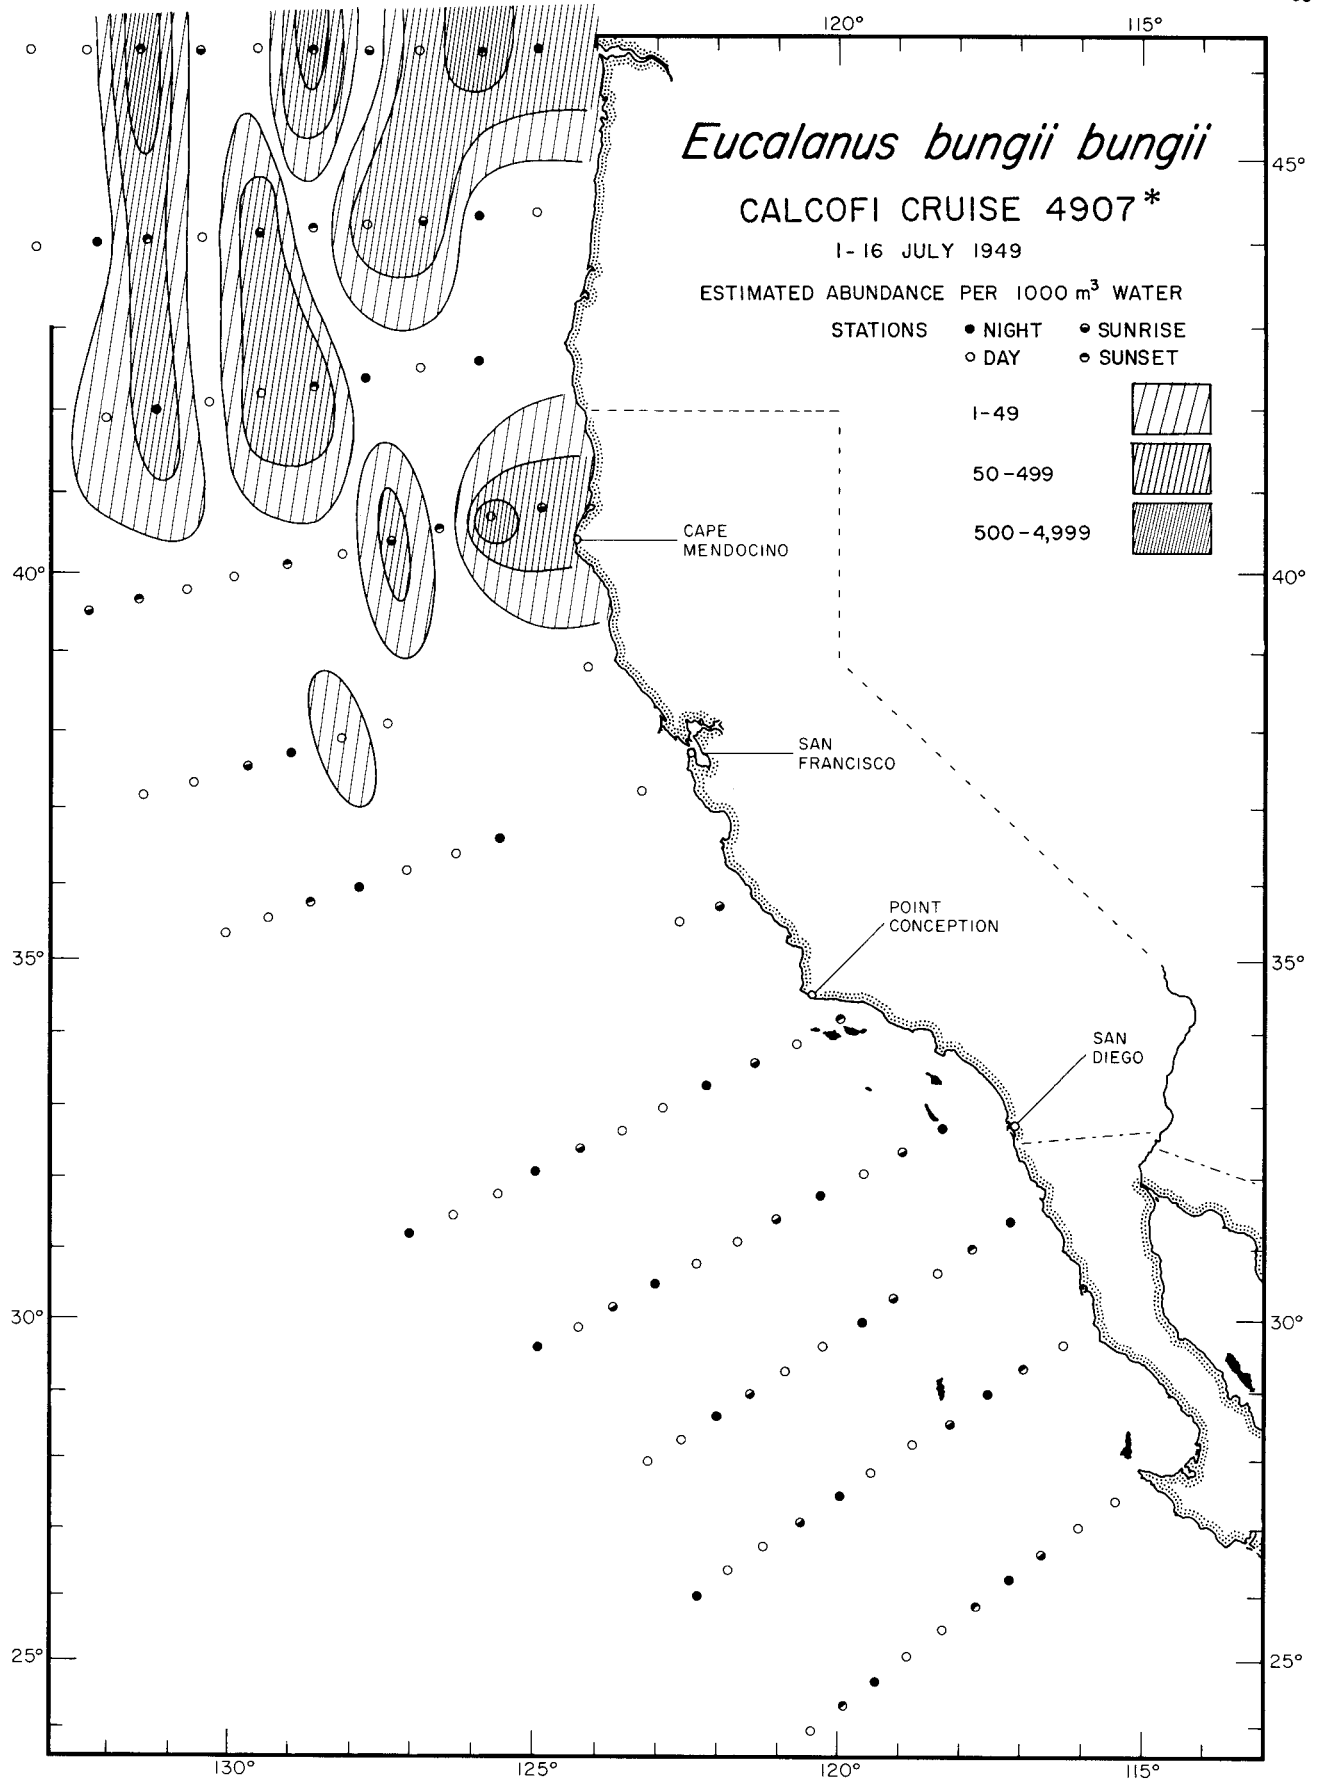 120° 115°
Eucalanus bungii bungii
45°
CALCOFI CRUISE 4907*
1-16 JULY 1949
ESTIMATED ABUNDANCE PER 1000 m³ WATER
STATIONS ● NIGHT ◓ SUNRISE
○ DAY ◓ SUNSET
1-49
50-499
500-4,999
CAPE
MENDOCINO
40° 40°
SAN
FRANCISCO
POINT
CONCEPTION
35° 35°
SAN
DIEGO
30° 30°
25° 25°
130° 125° 120° 115°